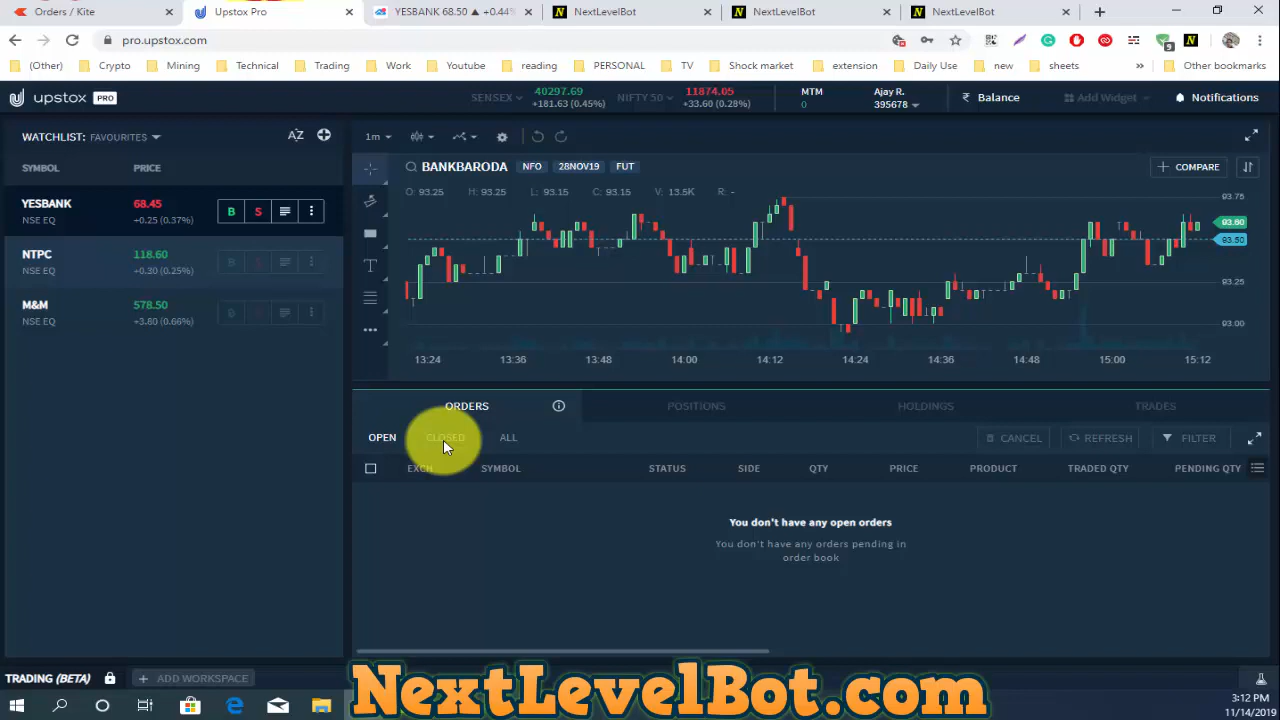 Orders / Kite
Upstox Pro
YESBANK 68.50 ▲ +0.44%
NextLevelBot
NextLevelBot
NextLevelBot
pro.upstox.com
9
(Other)
Crypto
Mining
Technical
Trading
Work
Youtube
reading
PERSONAL
TV
Shock market
extension
Daily Use
new
sheets
»
Other bookmarks
upstox PRO
SENSEX
40297.69
+181.63 (0.45%)
NIFTY 50
11874.05
+33.60 (0.28%)
MTM
0
Ajay R.
395678
₹ Balance
Add Widget
Notifications
WATCHLIST: FAVOURITES
SYMBOL PRICE
YESBANK 68.45
NSE EQ +0.25 (0.37%)
B S
NTPC 118.60
NSE EQ +0.30 (0.25%)
B S
M&M 578.50
NSE EQ +3.80 (0.66%)
B S
1m
BANKBARODA NFO 28NOV19 FUT
COMPARE
O: 93.25 H: 93.25 L: 93.15 C: 93.15 V: 13.5K R: -
T
93.75
93.60
93.50
93.25
93.00
13:24 13:36 13:48 14:00 14:12 14:24 14:36 14:48 15:00 15:12
ORDERS POSITIONS HOLDINGS TRADES
OPEN CLOSED ALL
CANCEL REFRESH FILTER
EXCH SYMBOL STATUS SIDE QTY PRICE PRODUCT TRADED QTY PENDING QTY
You don't have any open orders
You don't have any orders pending in
order book
TRADING (BETA)
ADD WORKSPACE
NextLevelBot.com
3:12 PM
11/14/2019